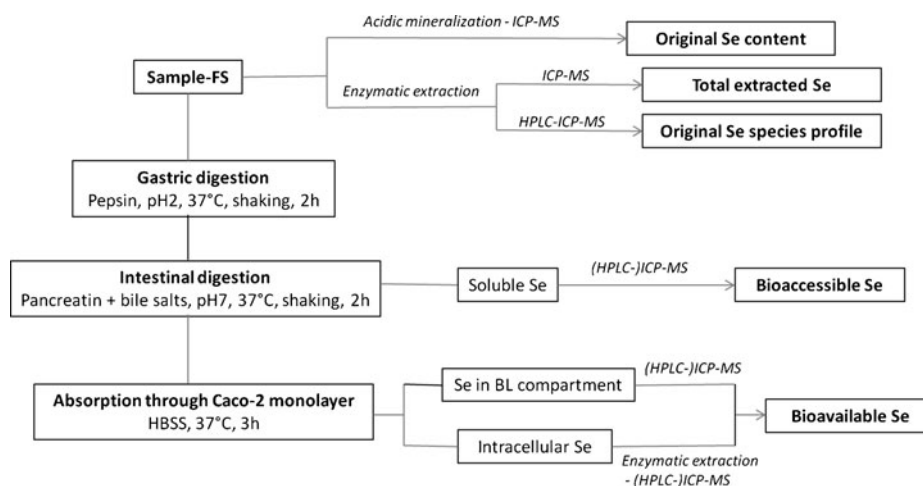 Acidic mineralization - ICP-MS
Original Se content
Sample-FS
ICP-MS
Enzymatic extraction
Total extracted Se
HPLC-ICP-MS
Original Se species profile
Gastric digestion
Pepsin, pH2, 37°C, shaking, 2h
Intestinal digestion
Pancreatin + bile salts, pH7, 37°C, shaking, 2h
Soluble Se
(HPLC-)ICP-MS
Bioaccessible Se
Absorption through Caco-2 monolayer
HBSS, 37°C, 3h
Se in BL compartment
(HPLC-)ICP-MS
Bioavailable Se
Intracellular Se
Enzymatic extraction
- (HPLC-)ICP-MS